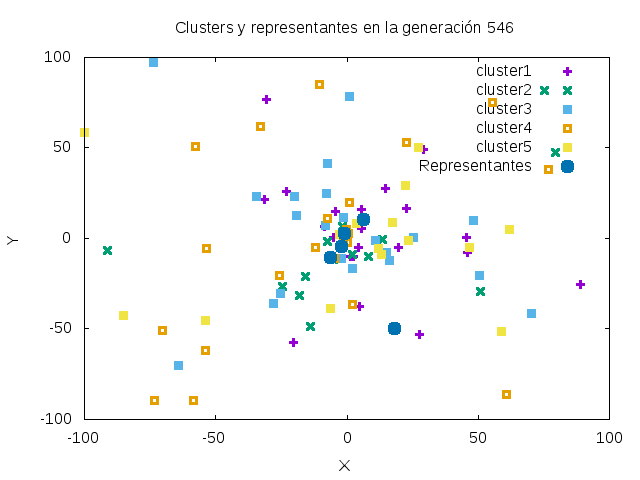 Clusters y representantes en la generación 546
100
50
0
-50
-100
-100
-50
0
50
100
Y
X
cluster1
cluster2
cluster3
cluster4
cluster5
Representantes